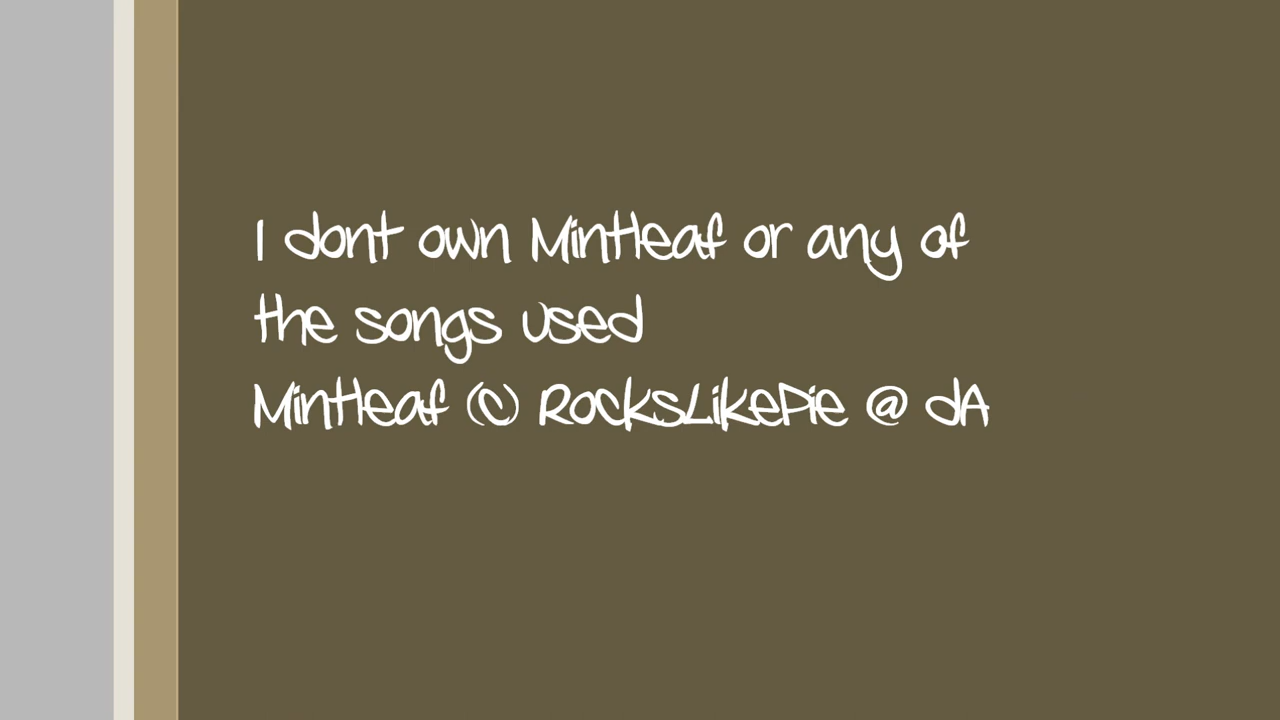 I dont own Mintleaf or any of
the songs used
Mintleaf (C) RocksLikePie @ dA